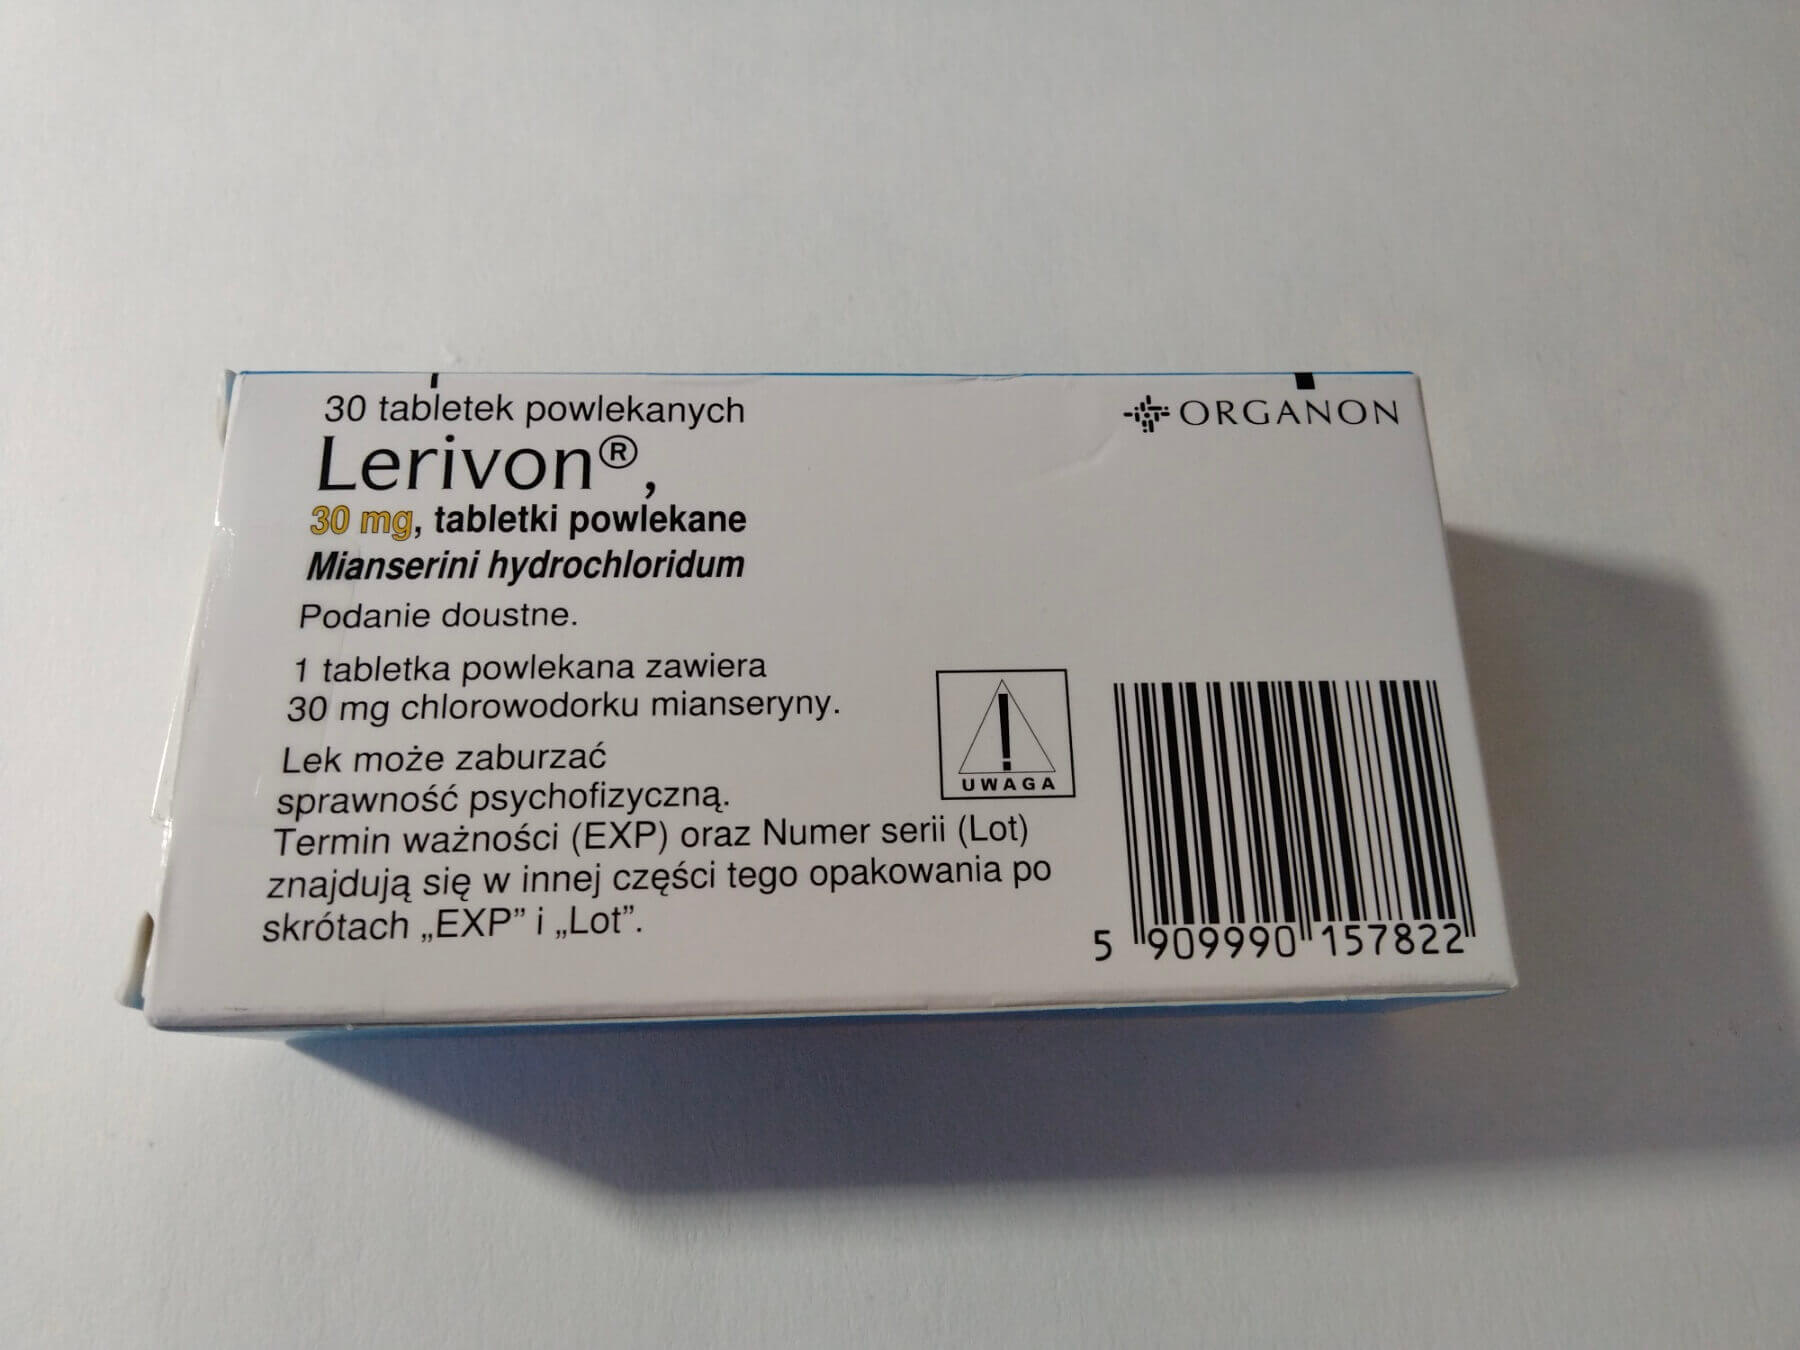 30 tabletek powlekanych
ORGANON
Lerivon®,
30 mg, tabletki powlekane
Mianserini hydrochloridum
Podanie doustne.
1 tabletka powlekana zawiera
30 mg chlorowodorku mianseryny.
Lek może zaburzać
sprawność psychofizyczną.
Termin ważności (EXP) oraz Numer serii (Lot)
znajdują się w innej części tego opakowania po
skrótach „EXP” i „Lot”.
UWAGA
5 909990 157822